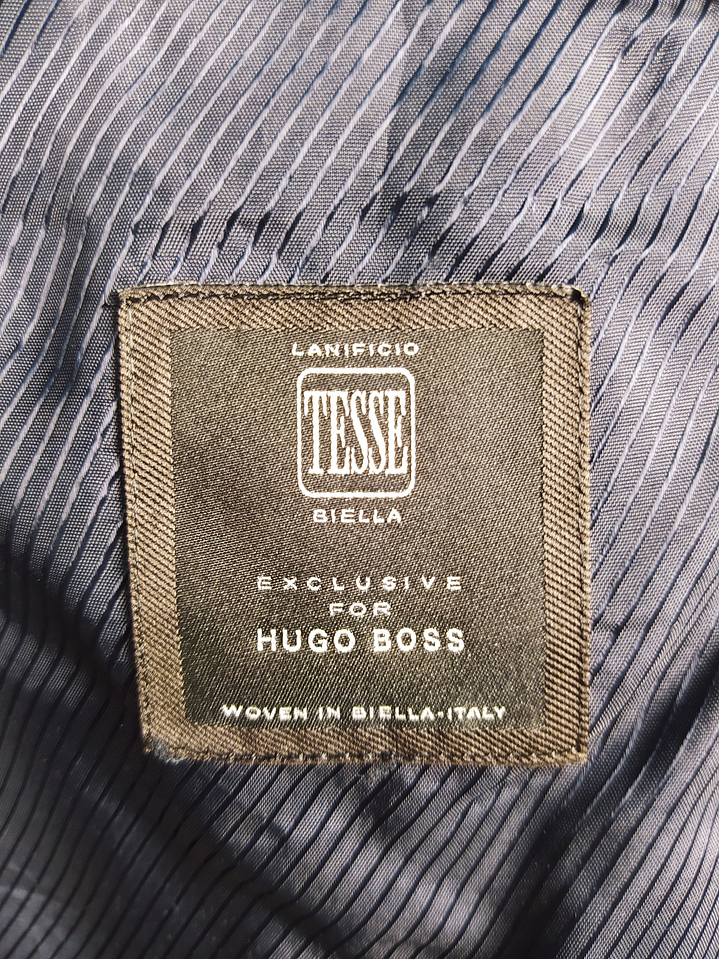 LANIFICIO
TESSE
BIELLA
EXCLUSIVE
FOR
HUGO BOSS
WOVEN IN BIELLA-ITALY